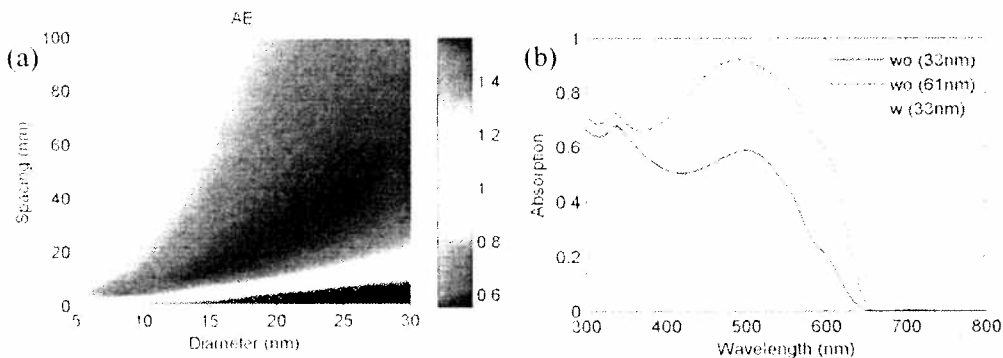 (a)
AE
Spacing (nm)
100
80
60
40
20
0
5
10
15
20
25
30
Diameter (nm)
1.4
1.2
1
0.8
0.6
(b)
Absorption
1
0.8
0.6
0.4
0.2
0
300
400
500
600
700
800
Wavelength (nm)
wo (33nm)
wo (61nm)
w (33nm)